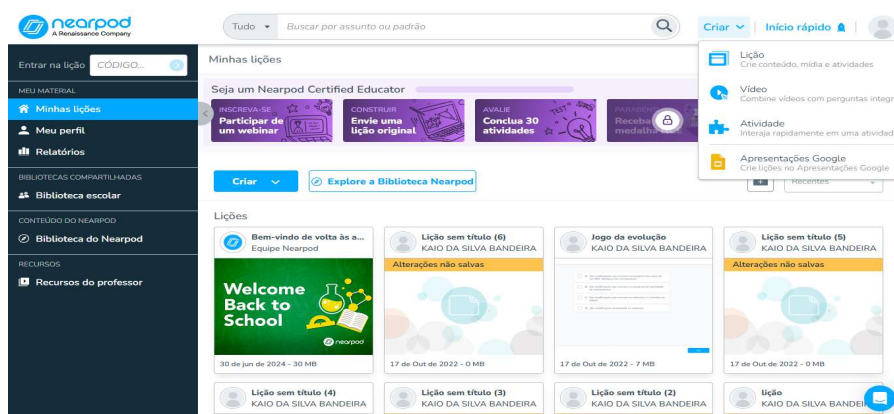 nearpod
A Renaissance Company
Tudo
Buscar por assunto ou padrão
Criar
Início rápido
Lição
Crie conteúdo, mídia e atividades
Vídeo
Combine vídeos com perguntas integr
Atividade
Interaja rapidamente em uma atividad
Apresentações Google
Crie lições no Apresentações Google
Entrar na lição CÓDIGO...
MEU MATERIAL
Minhas lições
Meu perfil
Relatórios
BIBLIOTECAS COMPARTILHADAS
Biblioteca escolar
CONTEÚDO DO NEARPOD
Biblioteca do Nearpod
RECURSOS
Recursos do professor
Minhas lições
Seja um Nearpod Certified Educator
INSCREVA-SE
Participar de
um webinar
CONSTRUIR
Envie uma
lição original
AVALIE
Conclua 30
atividades
TEST
Receba
medalha
Criar
Explore a Biblioteca Nearpod
Recentes
Lições
Bem-vindo de volta às a...
Equipe Nearpod
Welcome
Back to
School
nearpod
30 de jun de 2024 - 30 MB
Lição sem título (6)
KAIO DA SILVA BANDEIRA
Alterações não salvas
17 de Out de 2022 - 0 MB
Jogo da evolução
KAIO DA SILVA BANDEIRA
17 de Out de 2022 - 7 MB
Lição sem título (5)
KAIO DA SILVA BANDEIRA
Alterações não salvas
17 de Out de 2022 - 0 MB
Lição sem título (4)
KAIO DA SILVA BANDEIRA
Lição sem título (3)
KAIO DA SILVA BANDEIRA
Lição sem título (2)
KAIO DA SILVA BANDEIRA
lição
KAIO DA SILVA BANDE